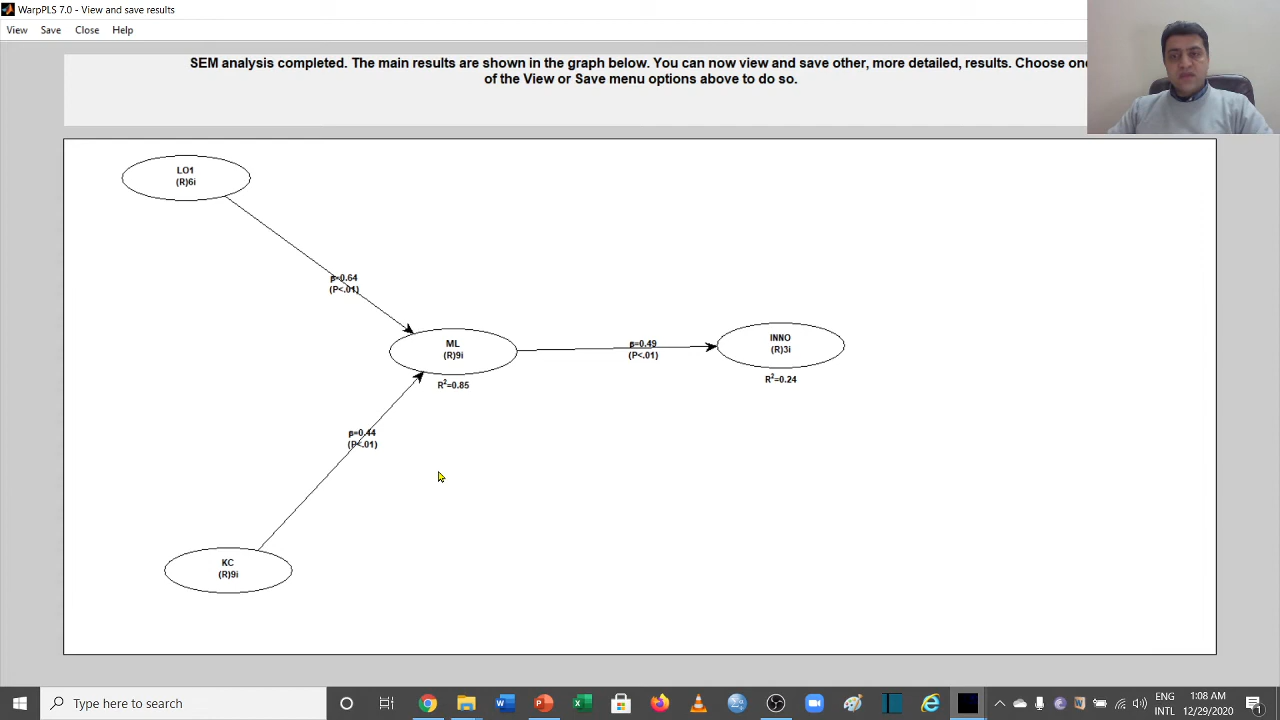 WarpPLS 7.0 - View and save results
View Save Close Help
SEM analysis completed. The main results are shown in the graph below. You can now view and save other, more detailed, results. Choose one
of the View or Save menu options above to do so.
LO1
(R)6i
β=0.64
(P<.01)
ML
(R)9i
R²=0.85
β=0.49
(P<.01)
INNO
(R)3i
R²=0.24
β=0.44
(P<.01)
KC
(R)9i
Type here to search
ENG
INTL
1:08 AM
12/29/2020